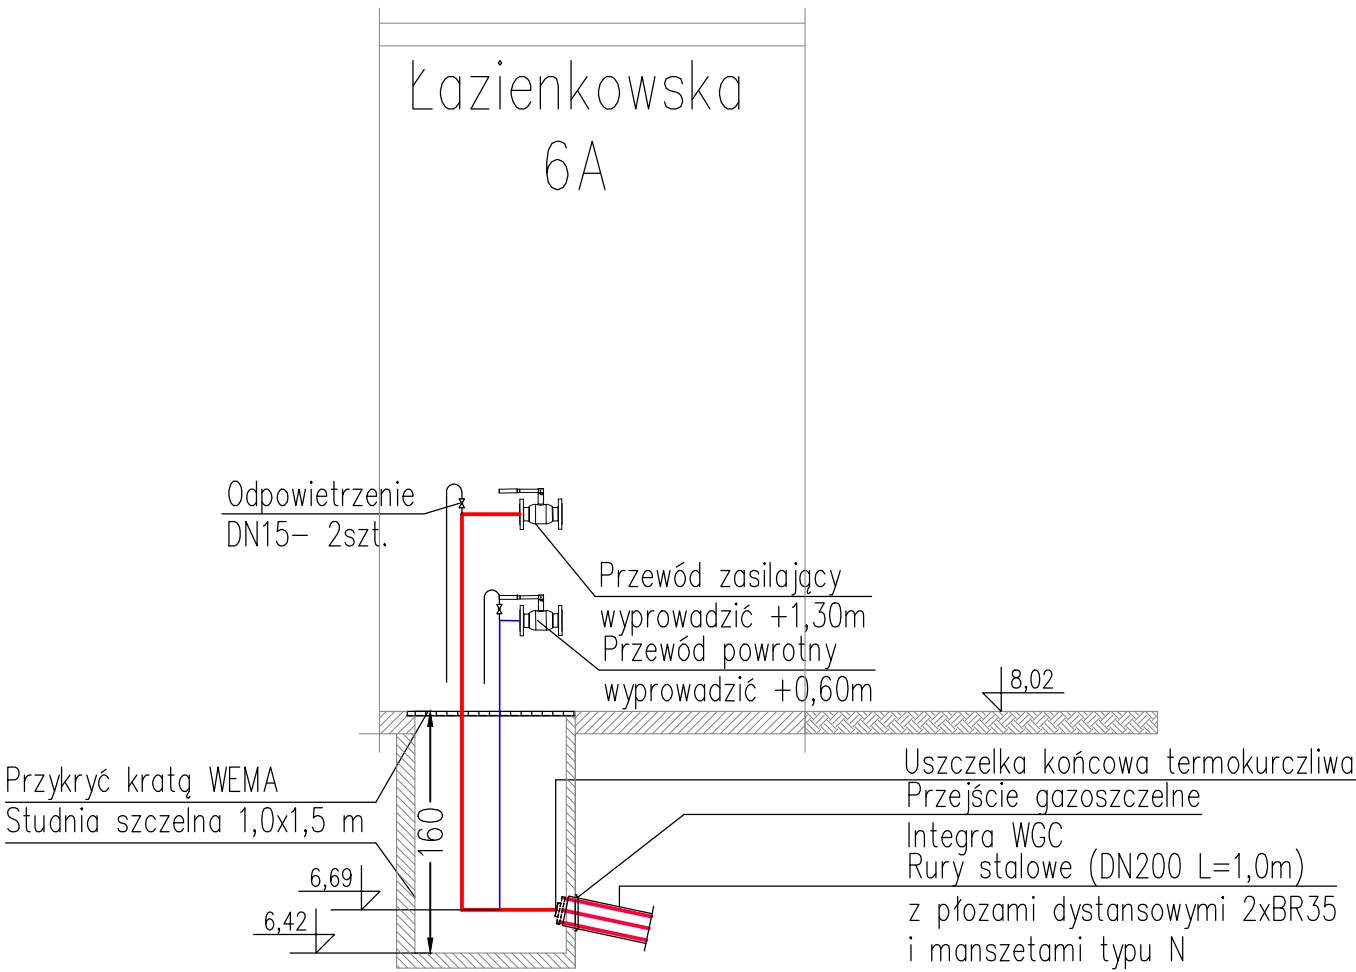 Łazienkowska
6A
Odpowietrzenie
DN15- 2szt.
Przewód zasilający
wyprowadzić +1,30m
Przewód powrotny
wyprowadzić +0,60m
8,02
Przykryć kratą WEMA
Studnia szczelna 1,0x1,5 m
160
6,69
6,42
Uszczelka końcowa termokurczliwa
Przejście gazoszczelne
Integra WGC
Rury stalowe (DN200 L=1,0m)
z płozami dystansowymi 2xBR35
i manszetami typu N